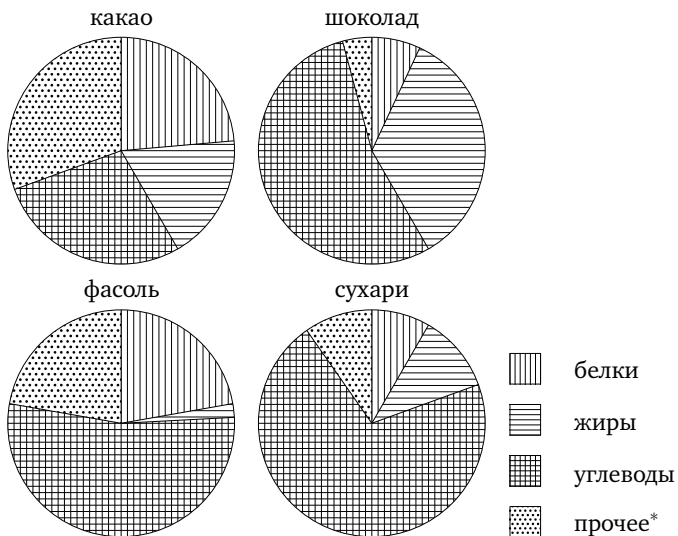 какао
шоколад
фасоль
сухари
белки
жиры
углеводы
прочее*